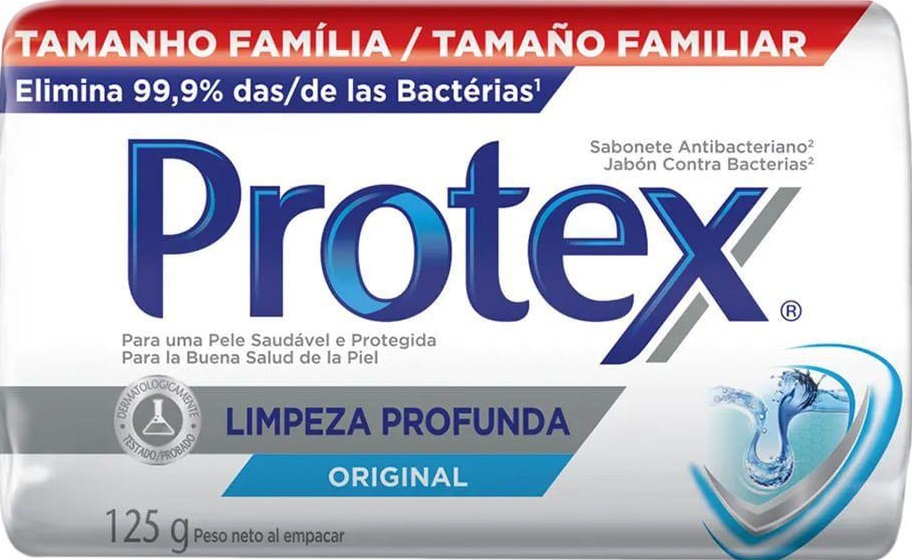 TAMANHO FAMÍLIA / TAMAÑO FAMILIAR
Elimina 99,9% das/de las Bactérias¹
Sabonete Antibacteriano²
Jabón Contra Bacterias²
Protex®
Para uma Pele Saudável e Protegida
Para la Buena Salud de la Piel
DERMATOLOGICAMENTE
TESTADO/PROBADO
LIMPEZA PROFUNDA
ORIGINAL
125 g Peso neto al empacar